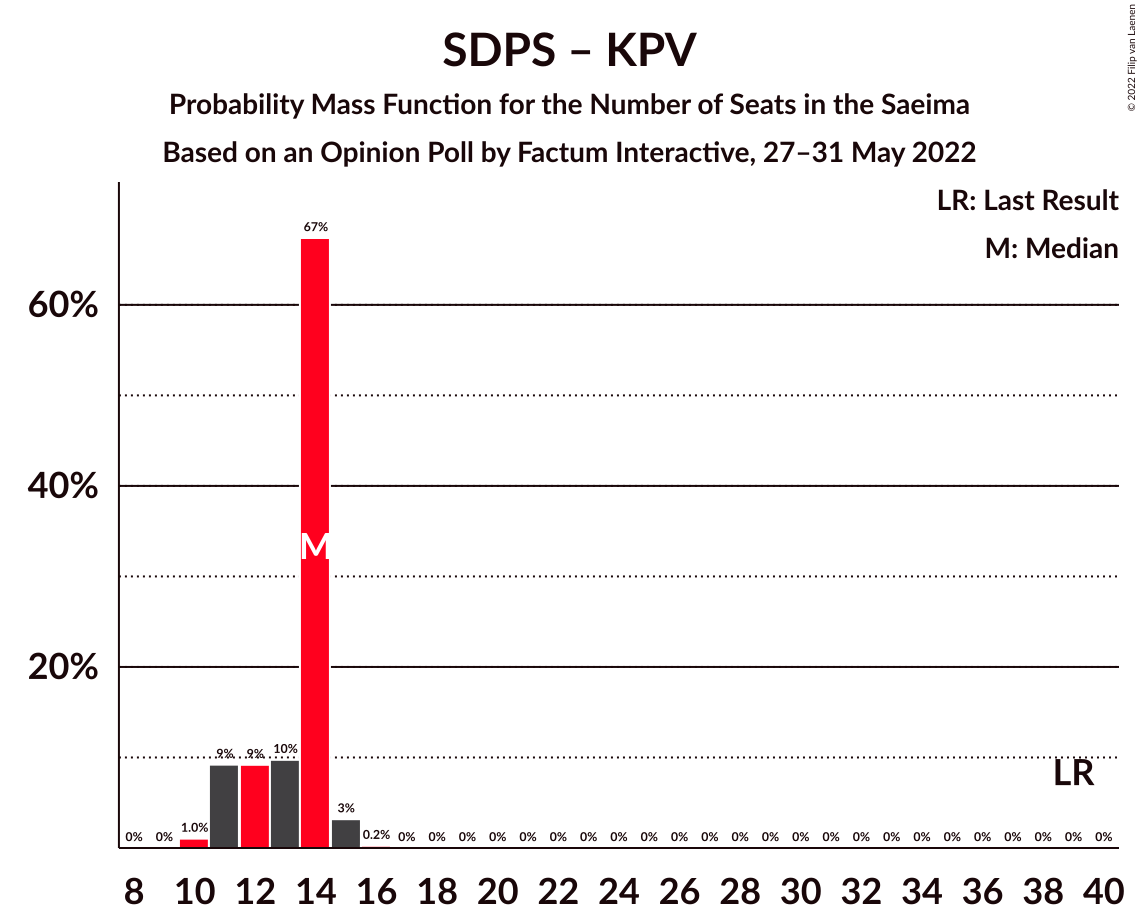 SDPS – KPV
Probability Mass Function for the Number of Seats in the Saeima
Based on an Opinion Poll by Factum Interactive, 27–31 May 2022
© 2022 Filip van Laenen
LR: Last Result
M: Median
67%
60%
40%
M
20%
9% 9% 10%
LR
0% 0% 1.0% 3% 0.2% 0% 0% 0% 0% 0% 0% 0% 0% 0% 0% 0% 0% 0% 0% 0% 0% 0% 0% 0% 0% 0% 0% 0% 0%
8 10 12 14 16 18 20 22 24 26 28 30 32 34 36 38 40